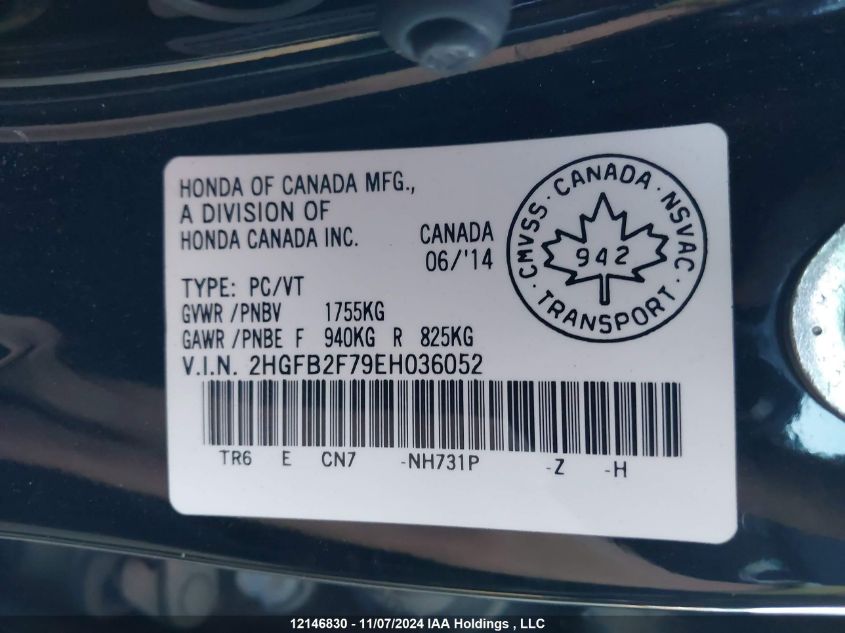 HONDA OF CANADA MFG.,
A DIVISION OF
HONDA CANADA INC.
CANADA
06/'14
CMVSS · CANADA · NSVAC ·
942
TRANSPORT
TYPE: PC/VT
GVWR /PNBV 1755KG
GAWR /PNBE F 940KG R 825KG
V.I.N. 2HGFB2F79EH036052
TR6 E CN7 -NH731P -Z -H
12146830 - 11/07/2024 IAA Holdings , LLC